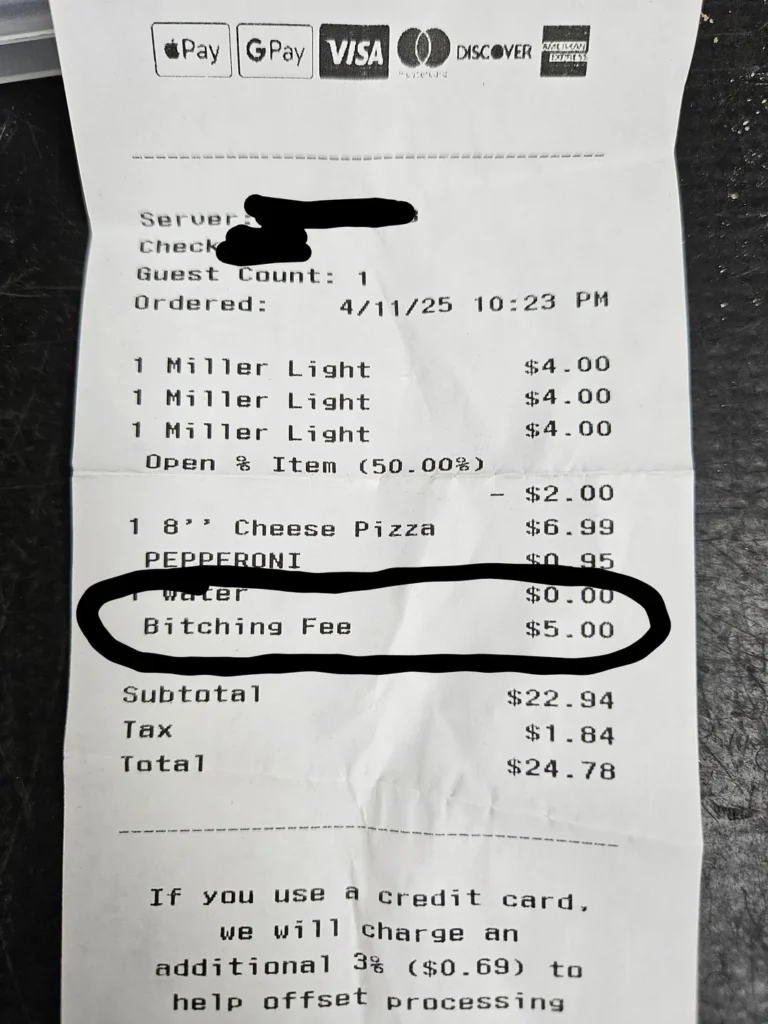 Pay G Pay VISA DISCOVER AMERICAN EXPRESS
Server:
Check
Guest Count: 1
Ordered: 4/11/25 10:23 PM
1 Miller Light $4.00
1 Miller Light $4.00
1 Miller Light $4.00
Open % Item (50.00%)
- $2.00
1 8'' Cheese Pizza $6.99
PEPPERONI $0.95
1 Water $0.00
Bitching Fee $5.00
Subtotal $22.94
Tax $1.84
Total $24.78
If you use a credit card,
we will charge an
additional 3% ($0.69) to
help offset processing